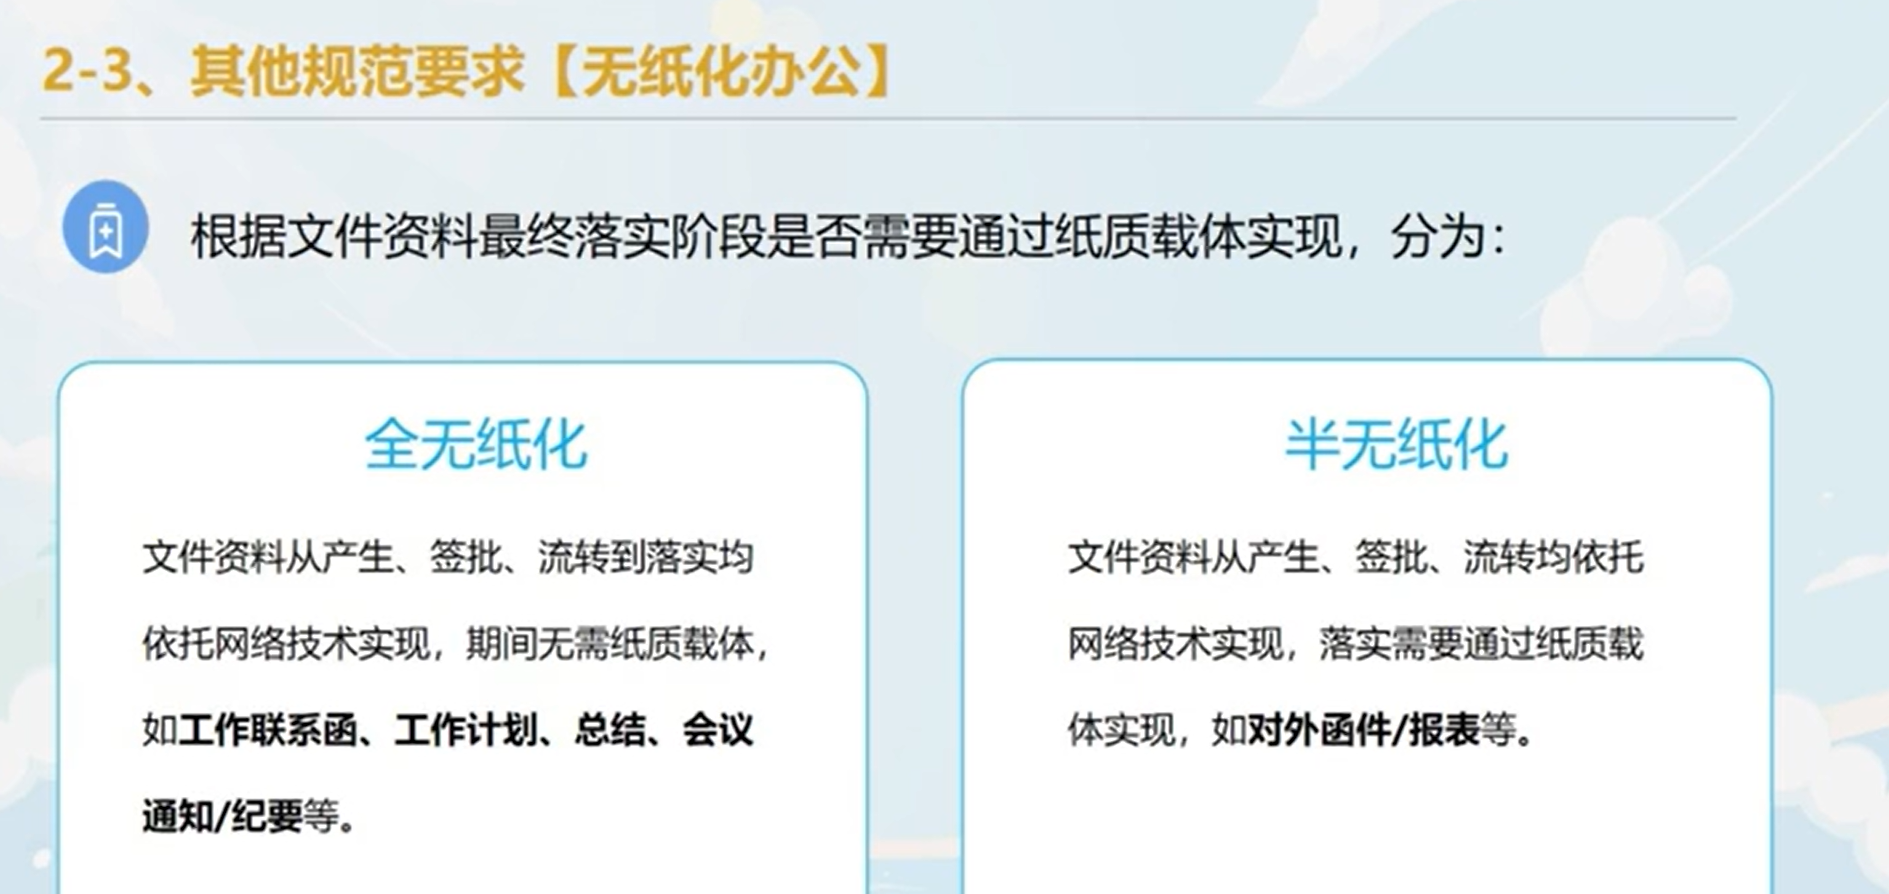 2-3、其他规范要求【无纸化办公】
根据文件资料最终落实阶段是否需要通过纸质载体实现，分为：
全无纸化
文件资料从产生、签批、流转到落实均
依托网络技术实现，期间无需纸质载体，
如工作联系函、工作计划、总结、会议
通知/纪要等。
半无纸化
文件资料从产生、签批、流转均依托
网络技术实现，落实需要通过纸质载
体实现，如对外函件/报表等。